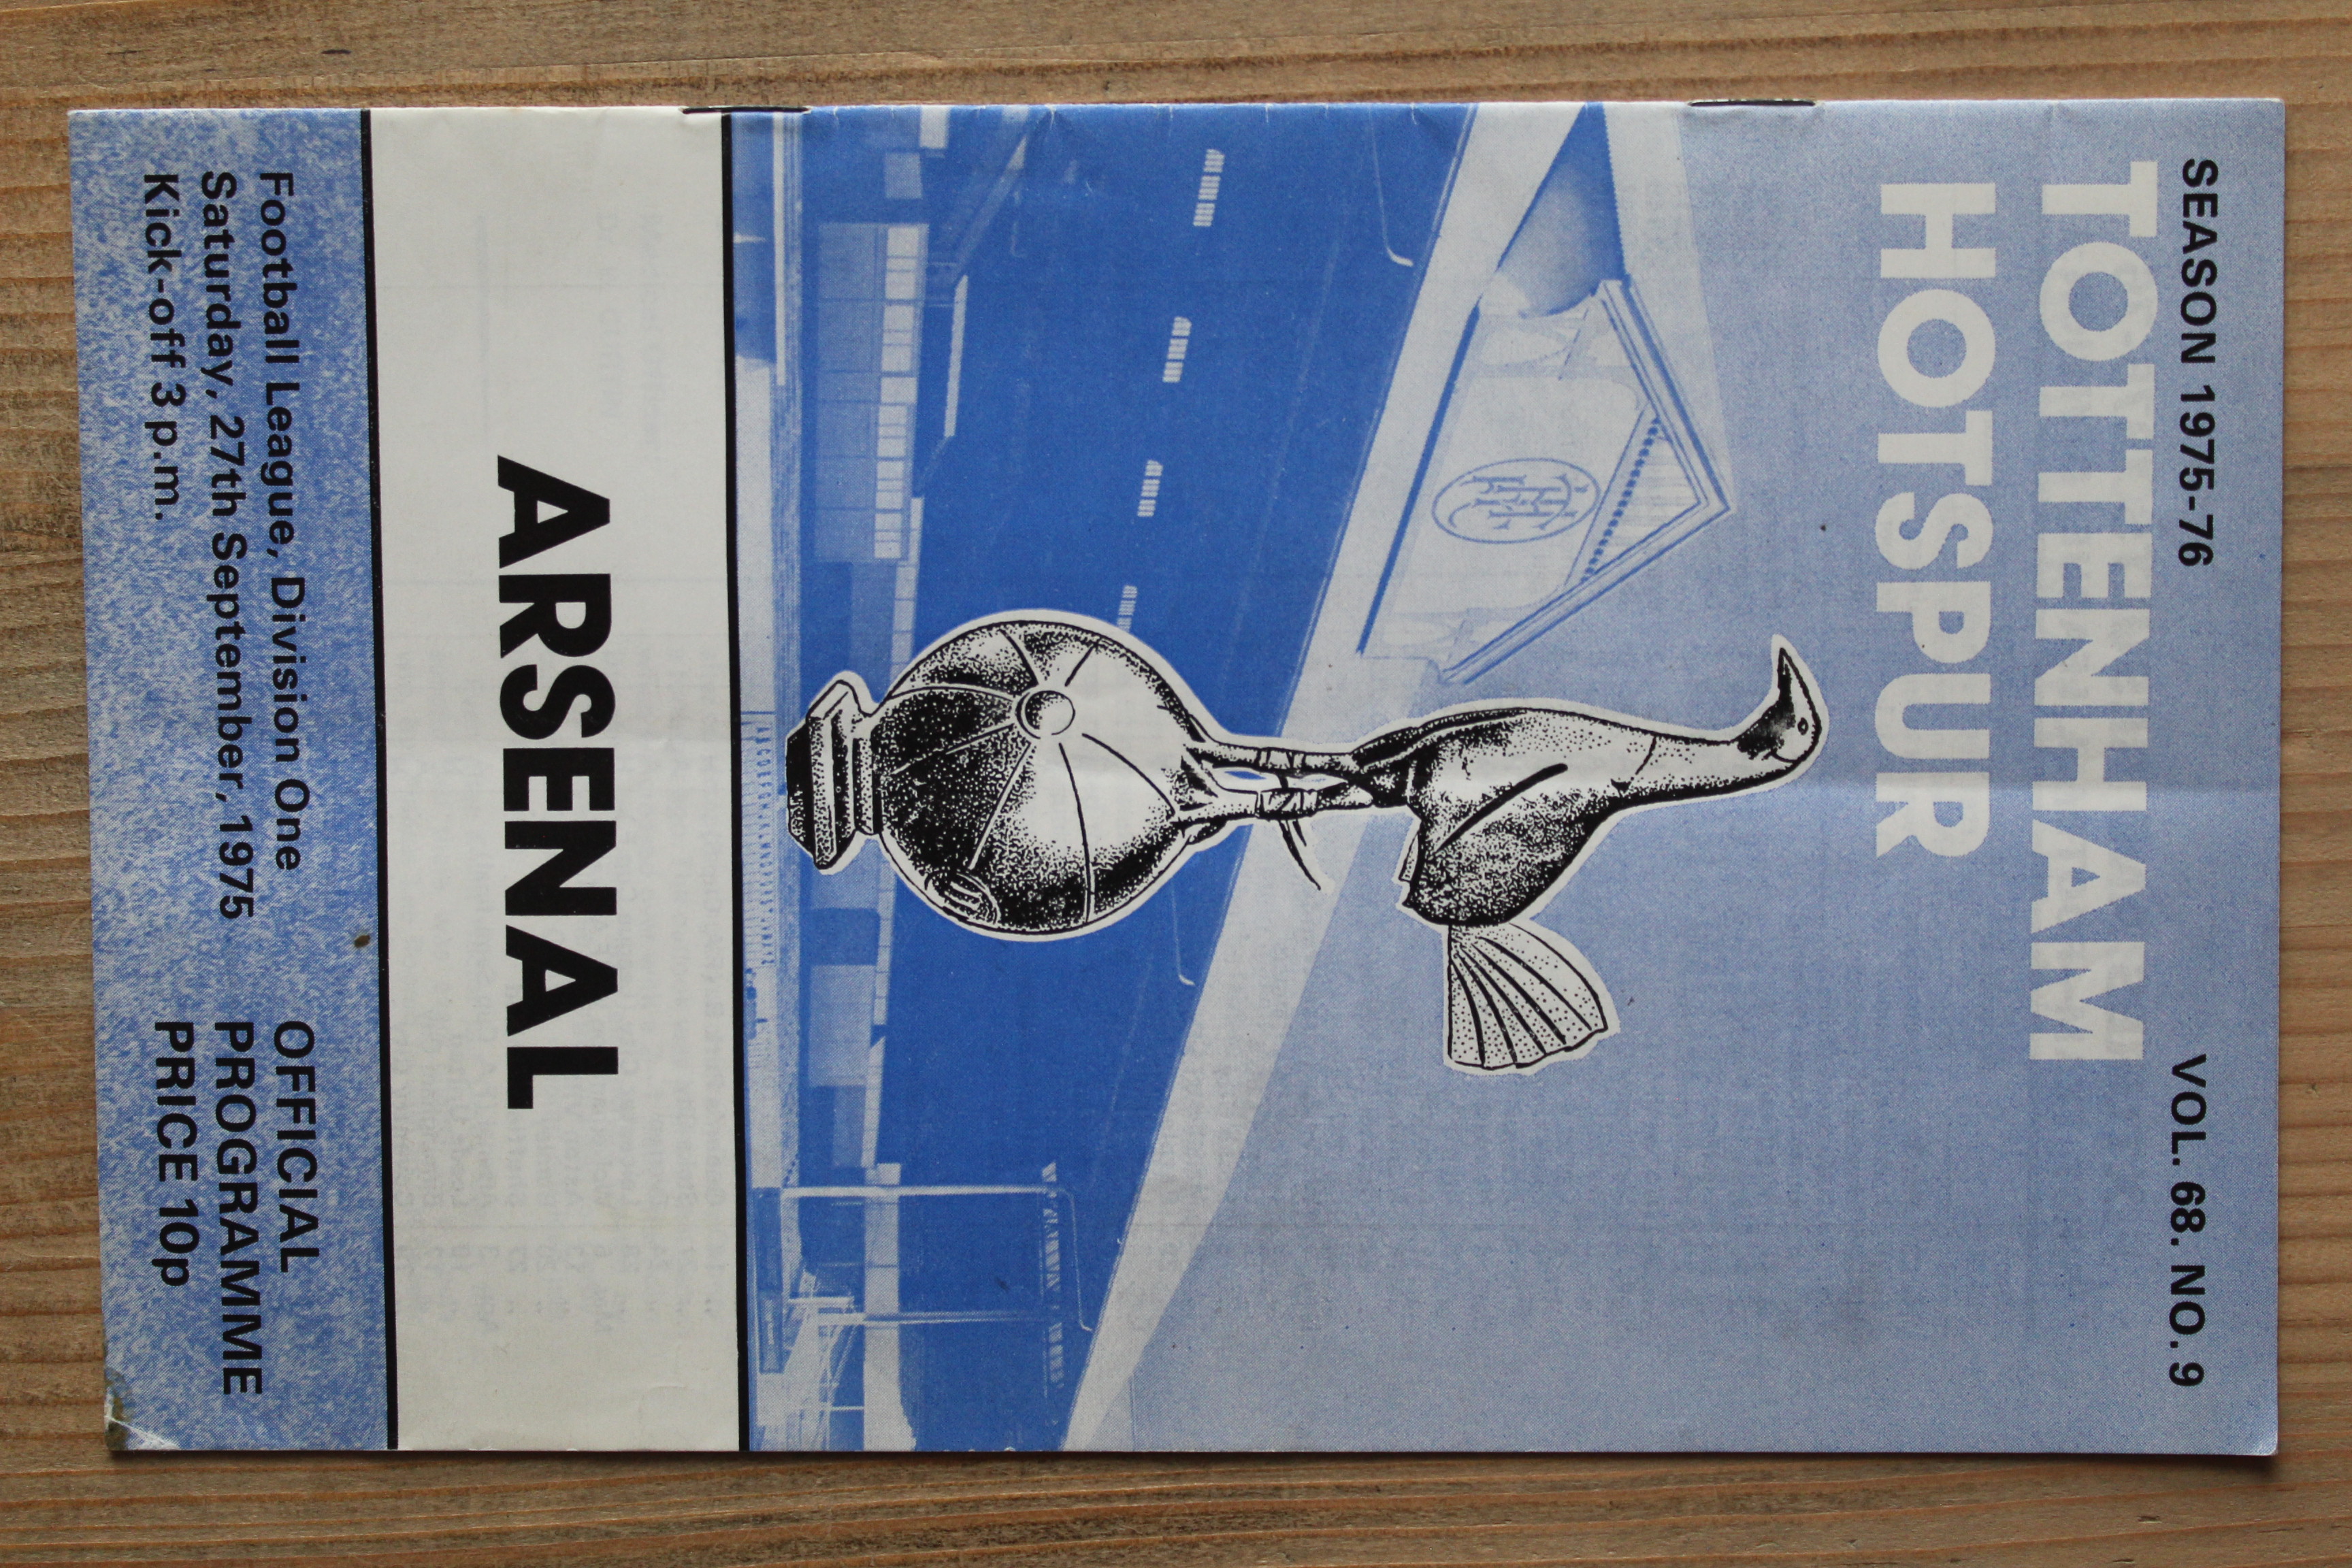 SEASON 1975-76 VOL. 68. NO. 9
TOTTENHAM
HOTSPUR
ARSENAL
Football League, Division One
Saturday, 27th September, 1975
Kick-off 3 p.m.
OFFICIAL
PROGRAMME
PRICE 10p